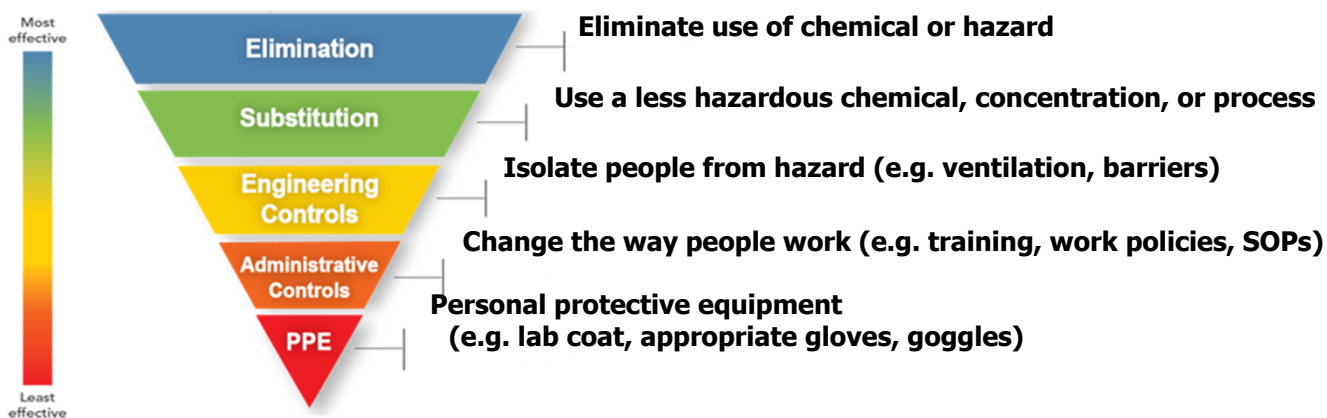 Most
effective
Elimination
Eliminate use of chemical or hazard
Substitution
Use a less hazardous chemical, concentration, or process
Engineering
Controls
Isolate people from hazard (e.g. ventilation, barriers)
Administrative
Controls
Change the way people work (e.g. training, work policies, SOPs)
PPE
Personal protective equipment
(e.g. lab coat, appropriate gloves, goggles)
Least
effective